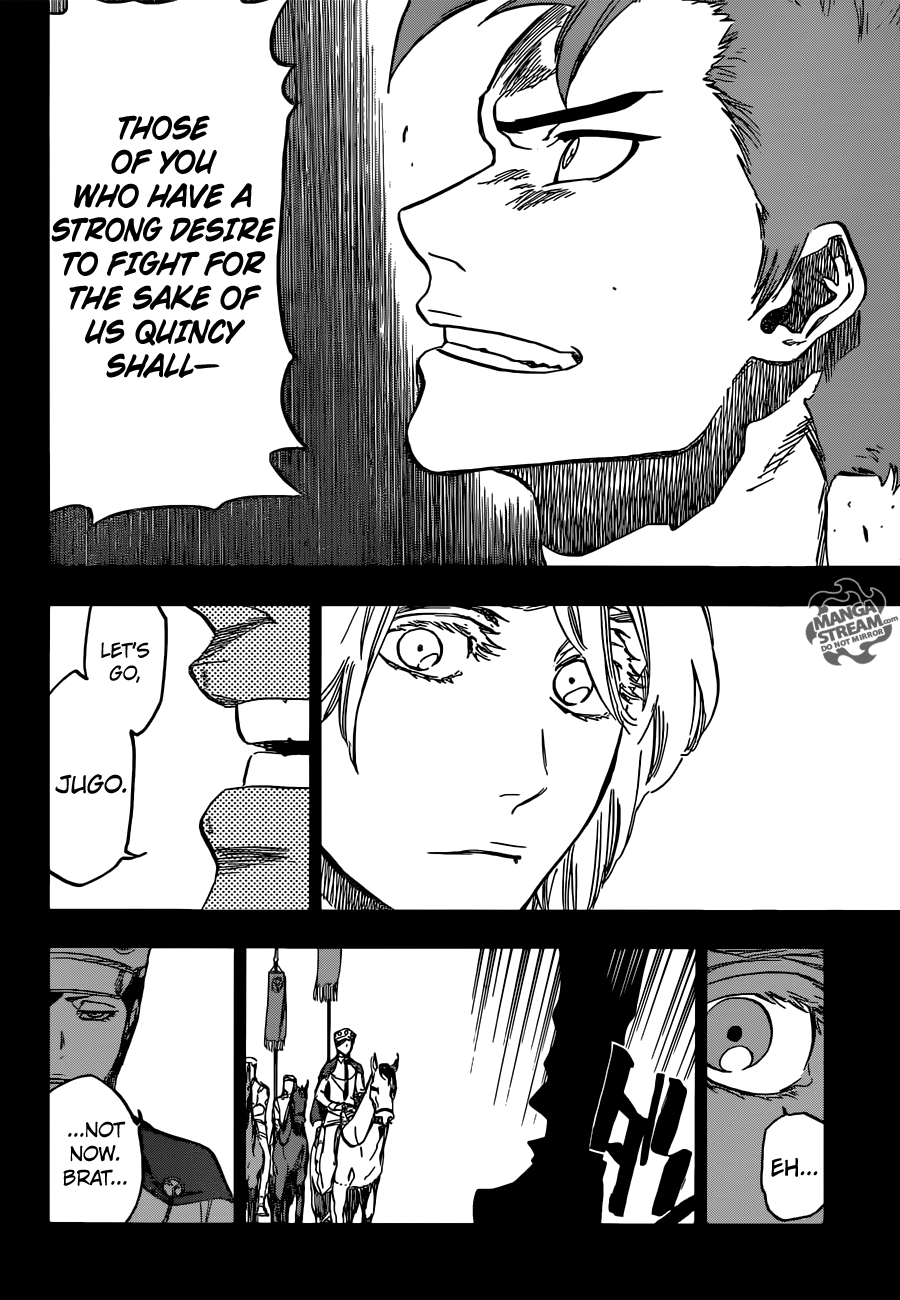 THOSE
OF YOU
WHO HAVE A
STRONG DESIRE
TO FIGHT FOR
THE SAKE OF
US QUINCY
SHALL—
MANGA
STREAM.com
DO NOT MIRROR
LET'S
GO,
JUGO.
EH...
...NOT
NOW.
BRAT...